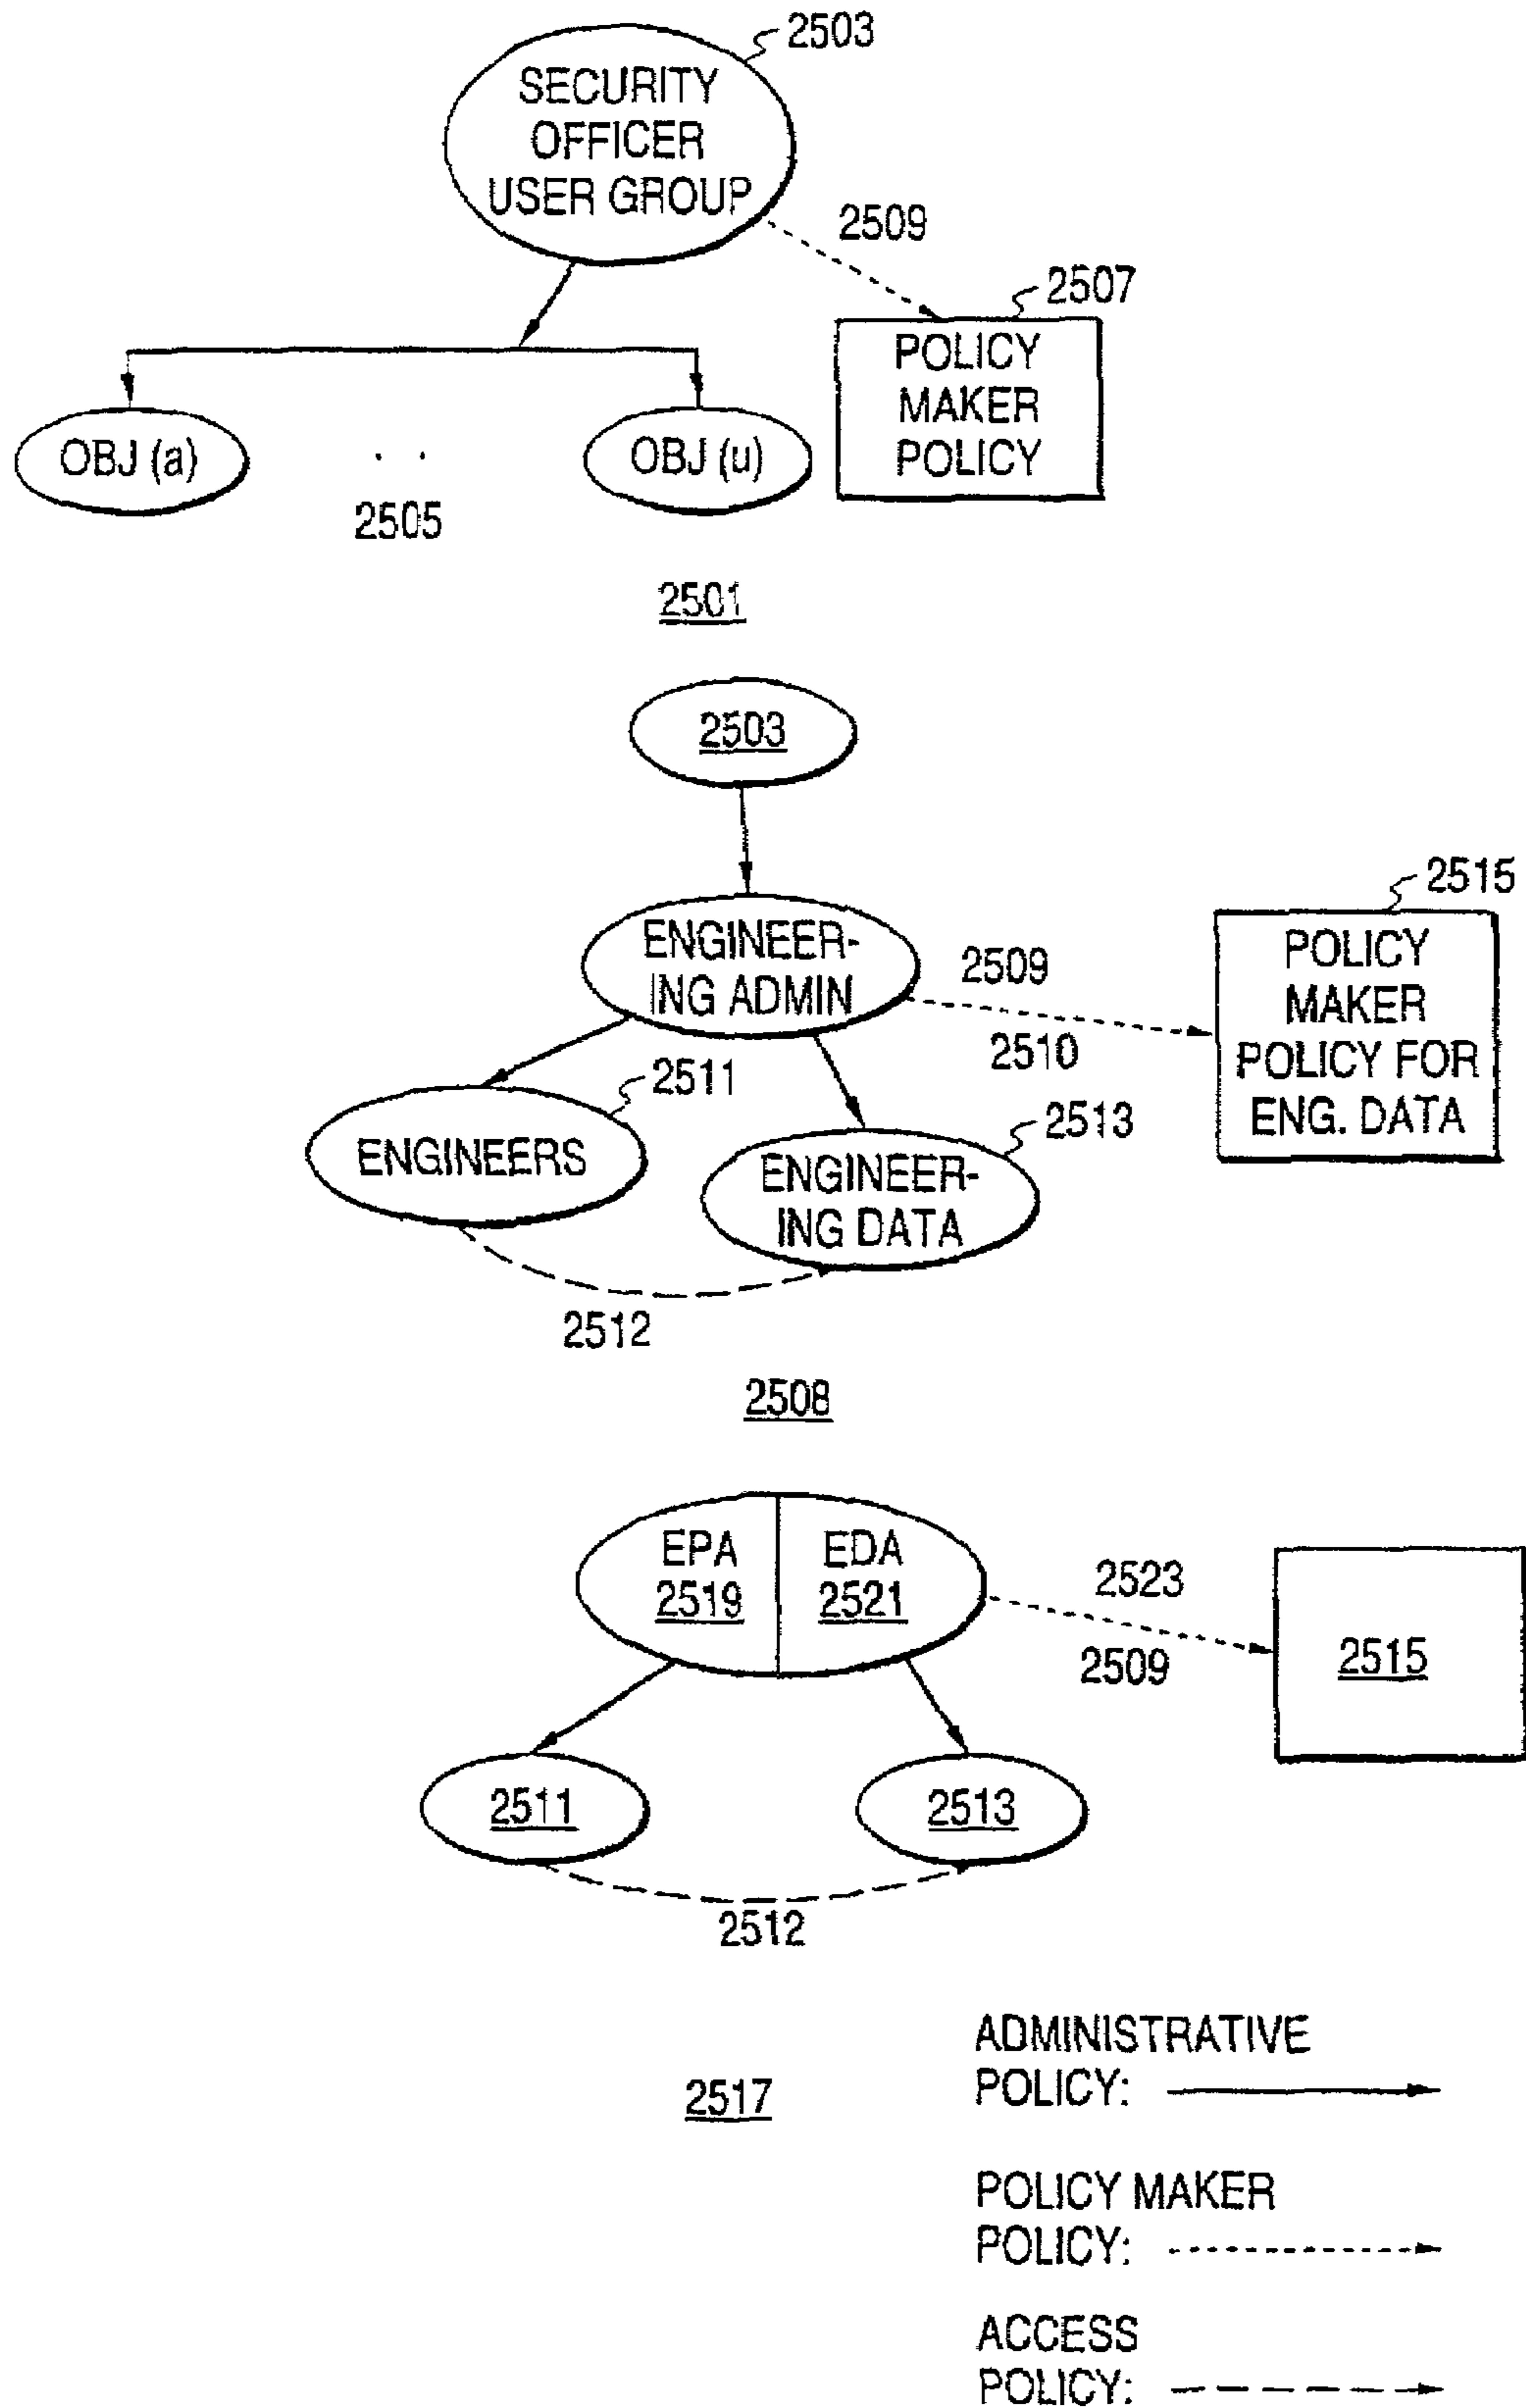 2503
SECURITY
OFFICER
USER GROUP
2509
2507
POLICY
MAKER
POLICY
OBJ (a)
. .
OBJ (u)
2505
2501
2503
ENGINEER-
ING ADMIN
2509
2510
2515
POLICY
MAKER
POLICY FOR
ENG. DATA
2511
ENGINEERS
2513
ENGINEER-
ING DATA
2512
2508
EPA
2519
EDA
2521
2523
2509
2515
2511
2513
2512
2517
ADMINISTRATIVE
POLICY:
POLICY MAKER
POLICY:
ACCESS
POLICY: